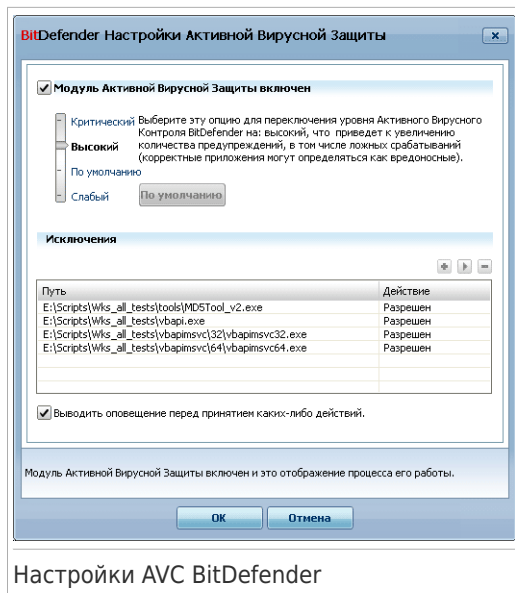 BitDefender Настройки Активной Вирусной Защиты
Модуль Активной Вирусной Защиты включен
Критический
Высокий
По умолчанию
Слабый
Выберите эту опцию для переключения уровня Активного Вирусного
Контроля BitDefender на: высокий, что приведет к увеличению
количества предупреждений, в том числе ложных срабатываний
(корректные приложения могут определяться как вредоносные).
По умолчанию
Исключения
Путь Действие
E:\Scripts\Wks_all_tests\tools\MD5Tool_v2.exe Разрешен
E:\Scripts\Wks_all_tests\vbapi.exe Разрешен
E:\Scripts\Wks_all_tests\vbapimsvc\32\vbapimsvc32.exe Разрешен
E:\Scripts\Wks_all_tests\vbapimsvc\64\vbapimsvc64.exe Разрешен
Выводить оповещение перед принятием каких-либо действий.
Модуль Активной Вирусной Защиты включен и это отображение процесса его работы.
ОК Отмена
Настройки AVC BitDefender